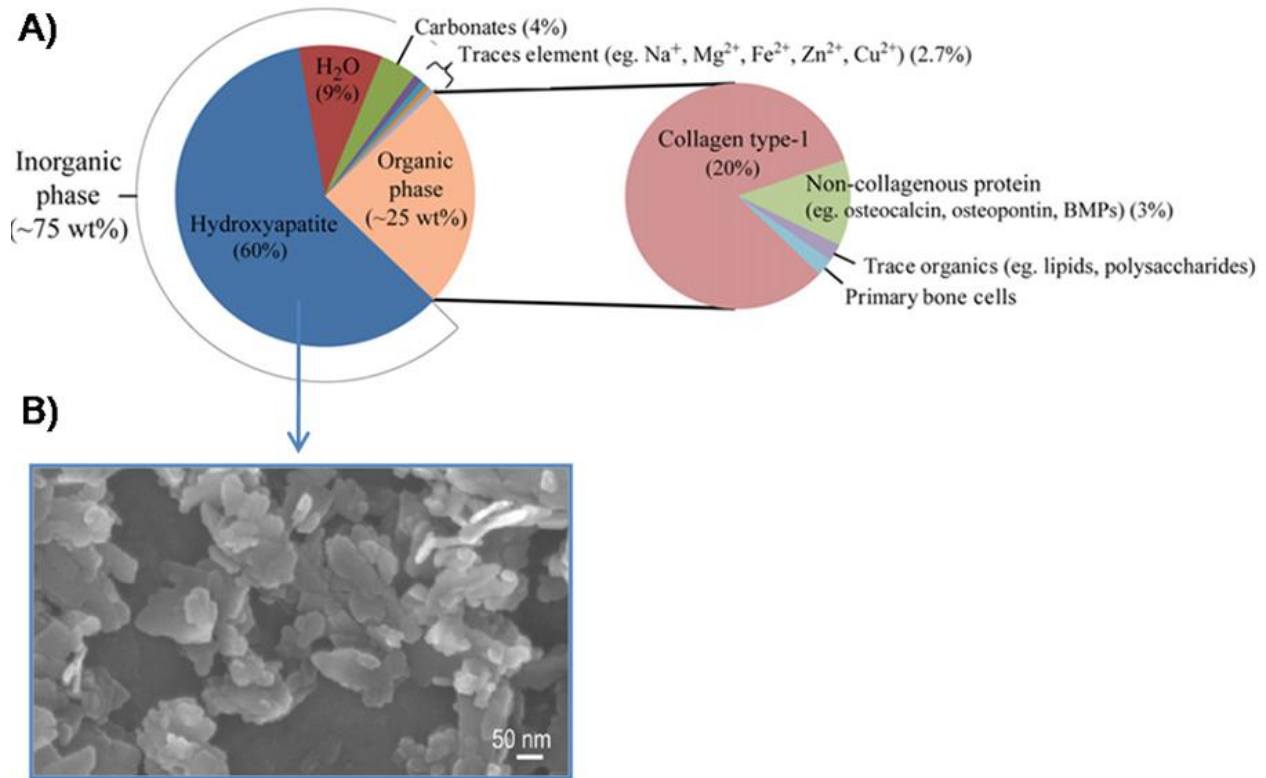 A)
Carbonates (4%)
Traces element (eg. Na⁺, Mg²⁺, Fe²⁺, Zn²⁺, Cu²⁺) (2.7%)
H₂O
(9%)
Inorganic
phase
(~75 wt%)
Hydroxyapatite
(60%)
Organic
phase
(~25 wt%)
Collagen type-1
(20%)
Non-collagenous protein
(eg. osteocalcin, osteopontin, BMPs) (3%)
Trace organics (eg. lipids, polysaccharides)
Primary bone cells
B)
50 nm